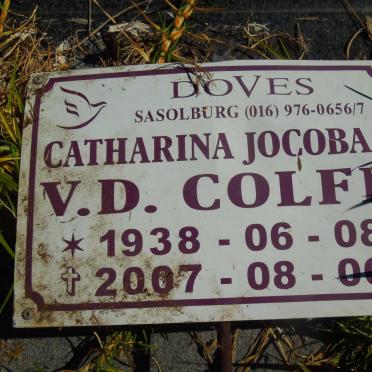 DOVES
SASOLBURG (016) 976-0656/7
CATHARINA JOCOBA
V.D. COLF
1938 - 06 - 08
2007 - 08 - 0